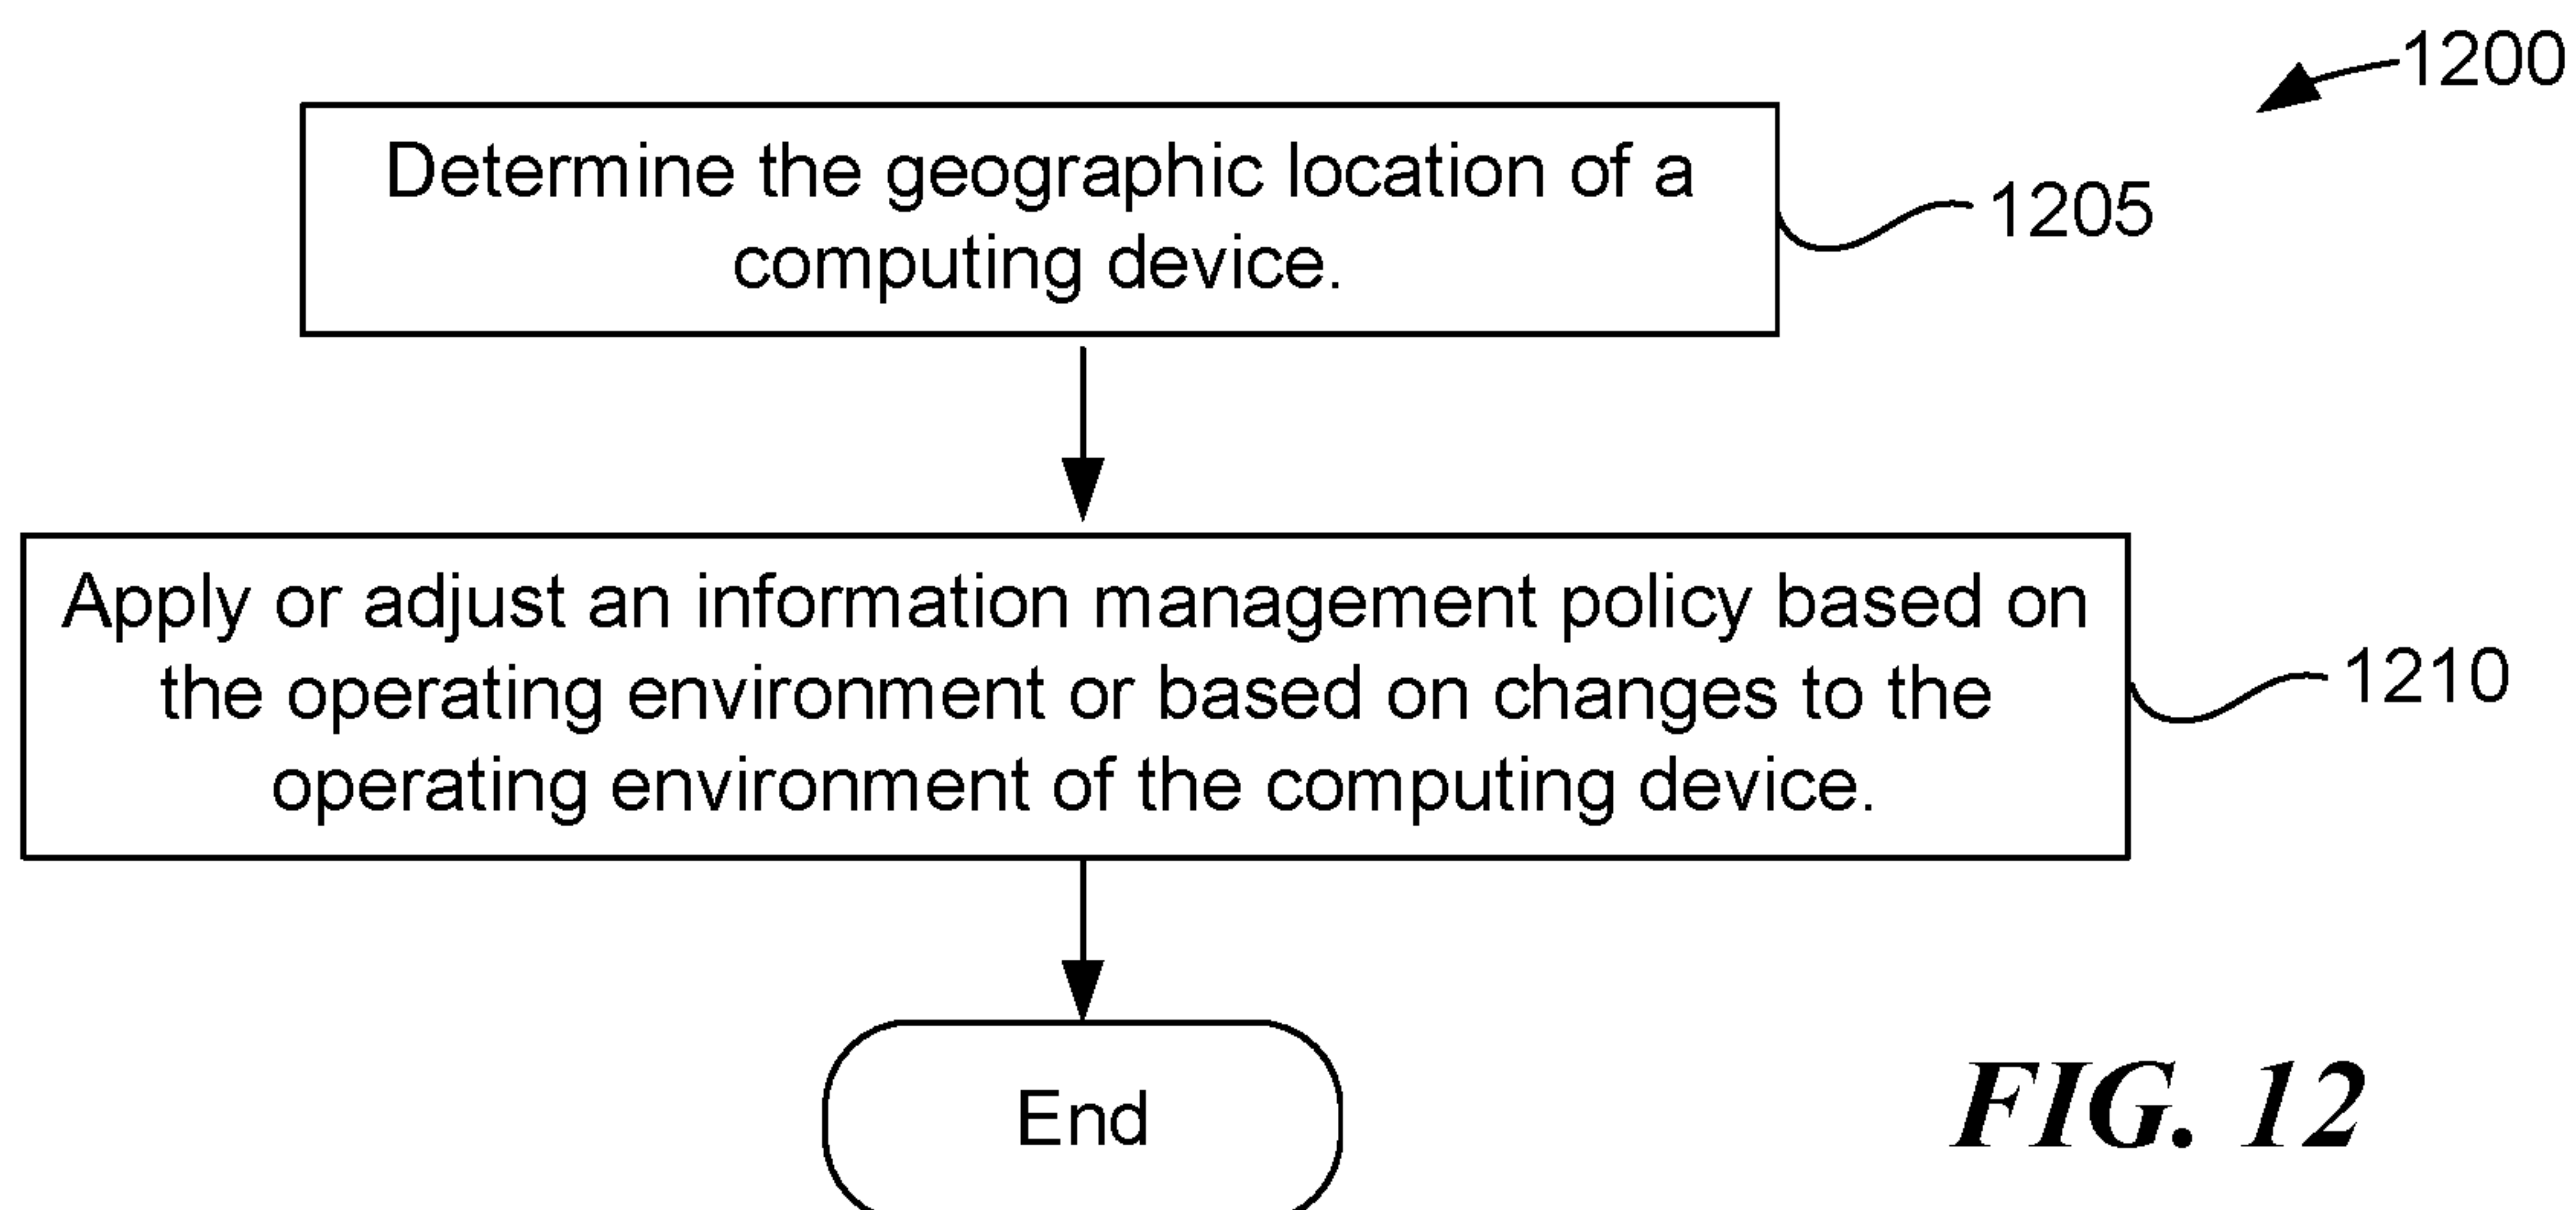 1200
Determine the geographic location of a
computing device.
1205
Apply or adjust an information management policy based on
the operating environment or based on changes to the
operating environment of the computing device.
1210
End
FIG. 12